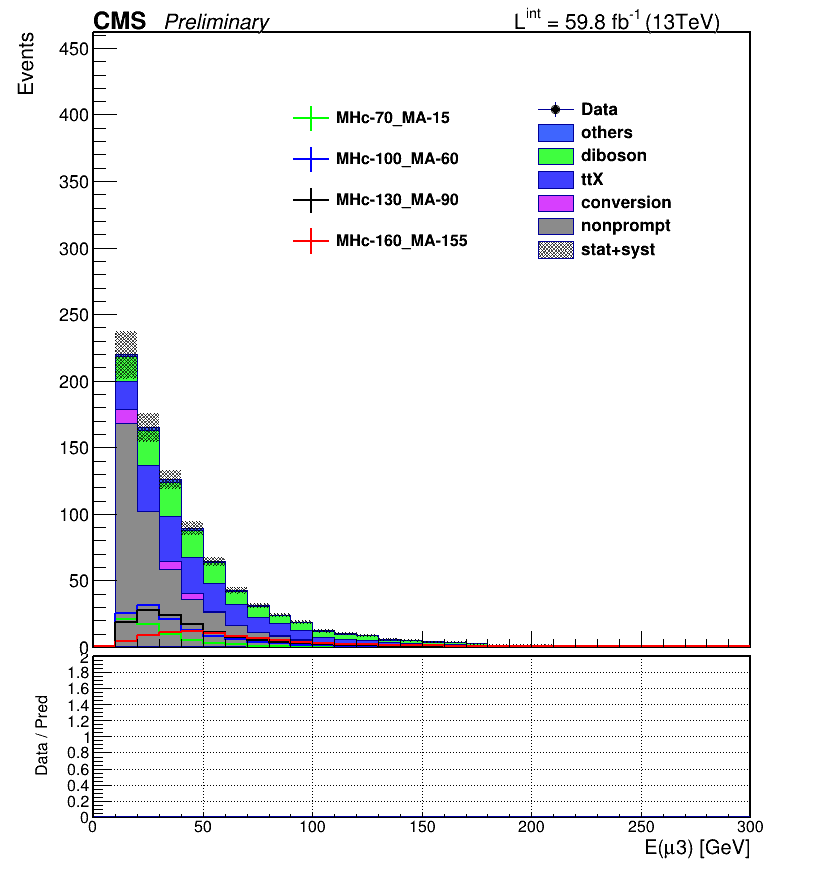 CMS Preliminary L^int = 59.8 fb^-1 (13TeV)
Events
450
400
350
300
250
200
150
100
50
0
MHc-70_MA-15
MHc-100_MA-60
MHc-130_MA-90
MHc-160_MA-155
Data
others
diboson
ttX
conversion
nonprompt
stat+syst
Data / Pred
2
1.8
1.6
1.4
1.2
1
0.8
0.6
0.4
0.2
0
0 50 100 150 200 250 300
E(μ3) [GeV]